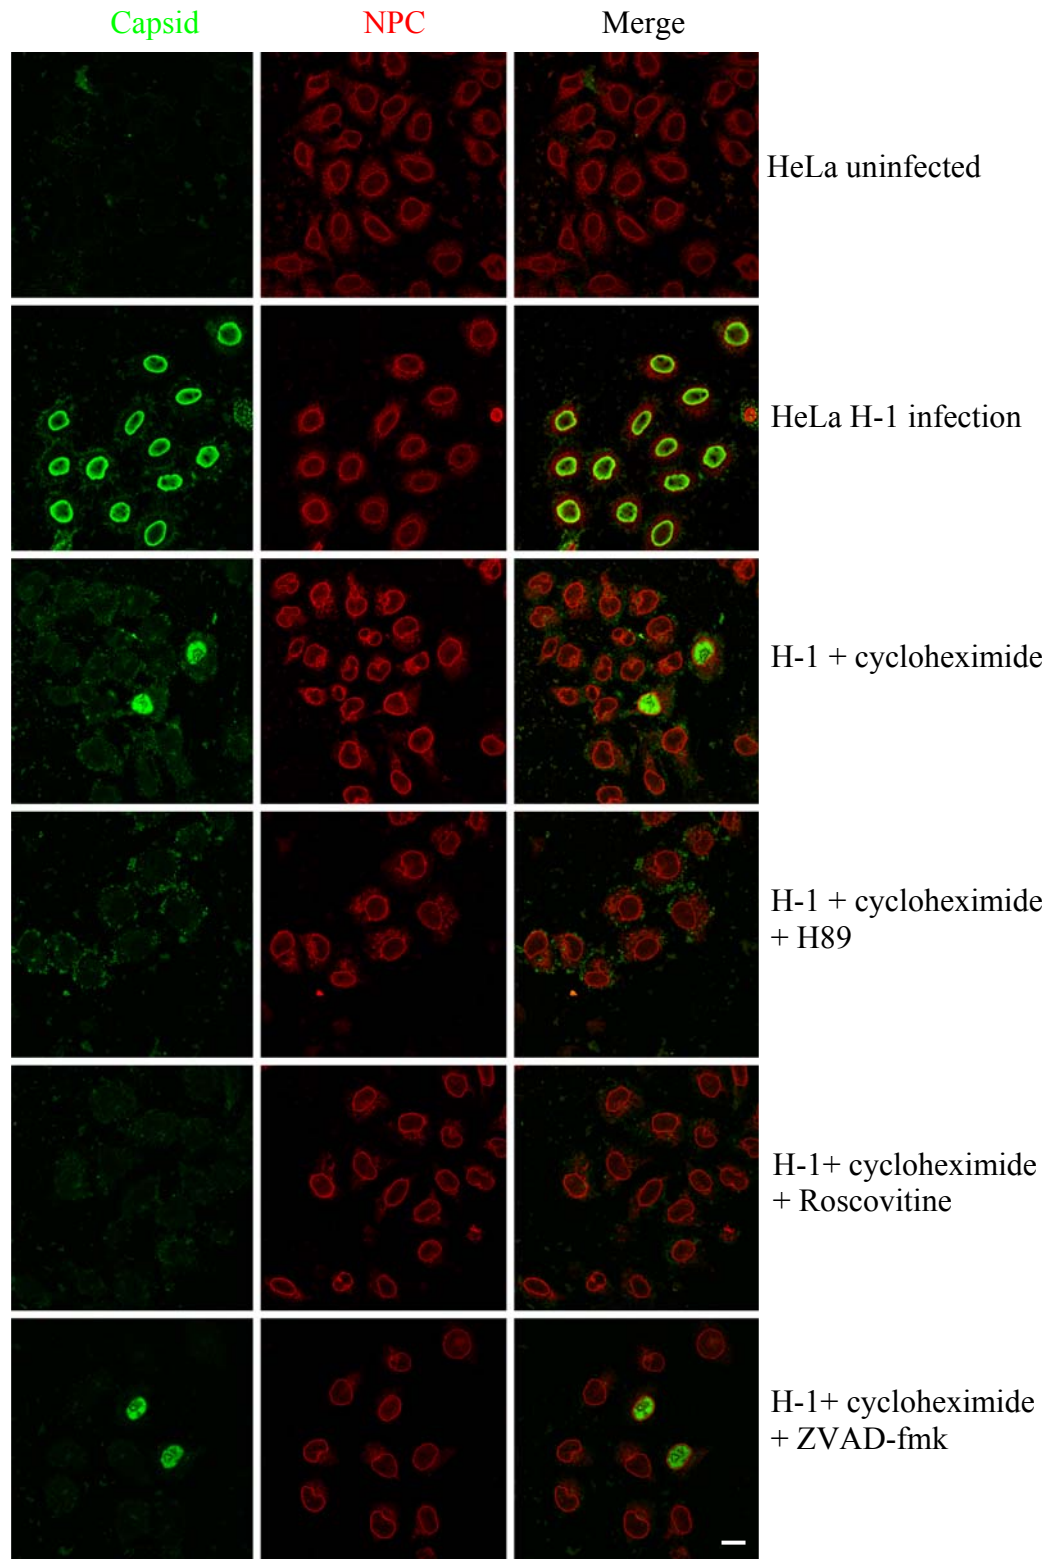 Capsid
NPC
Merge
HeLa uninfected
HeLa H-1 infection
H-1 + cycloheximide
H-1 + cycloheximide
+ H89
H-1+ cycloheximide
+ Roscovitine
H-1+ cycloheximide
+ ZVAD-fmk